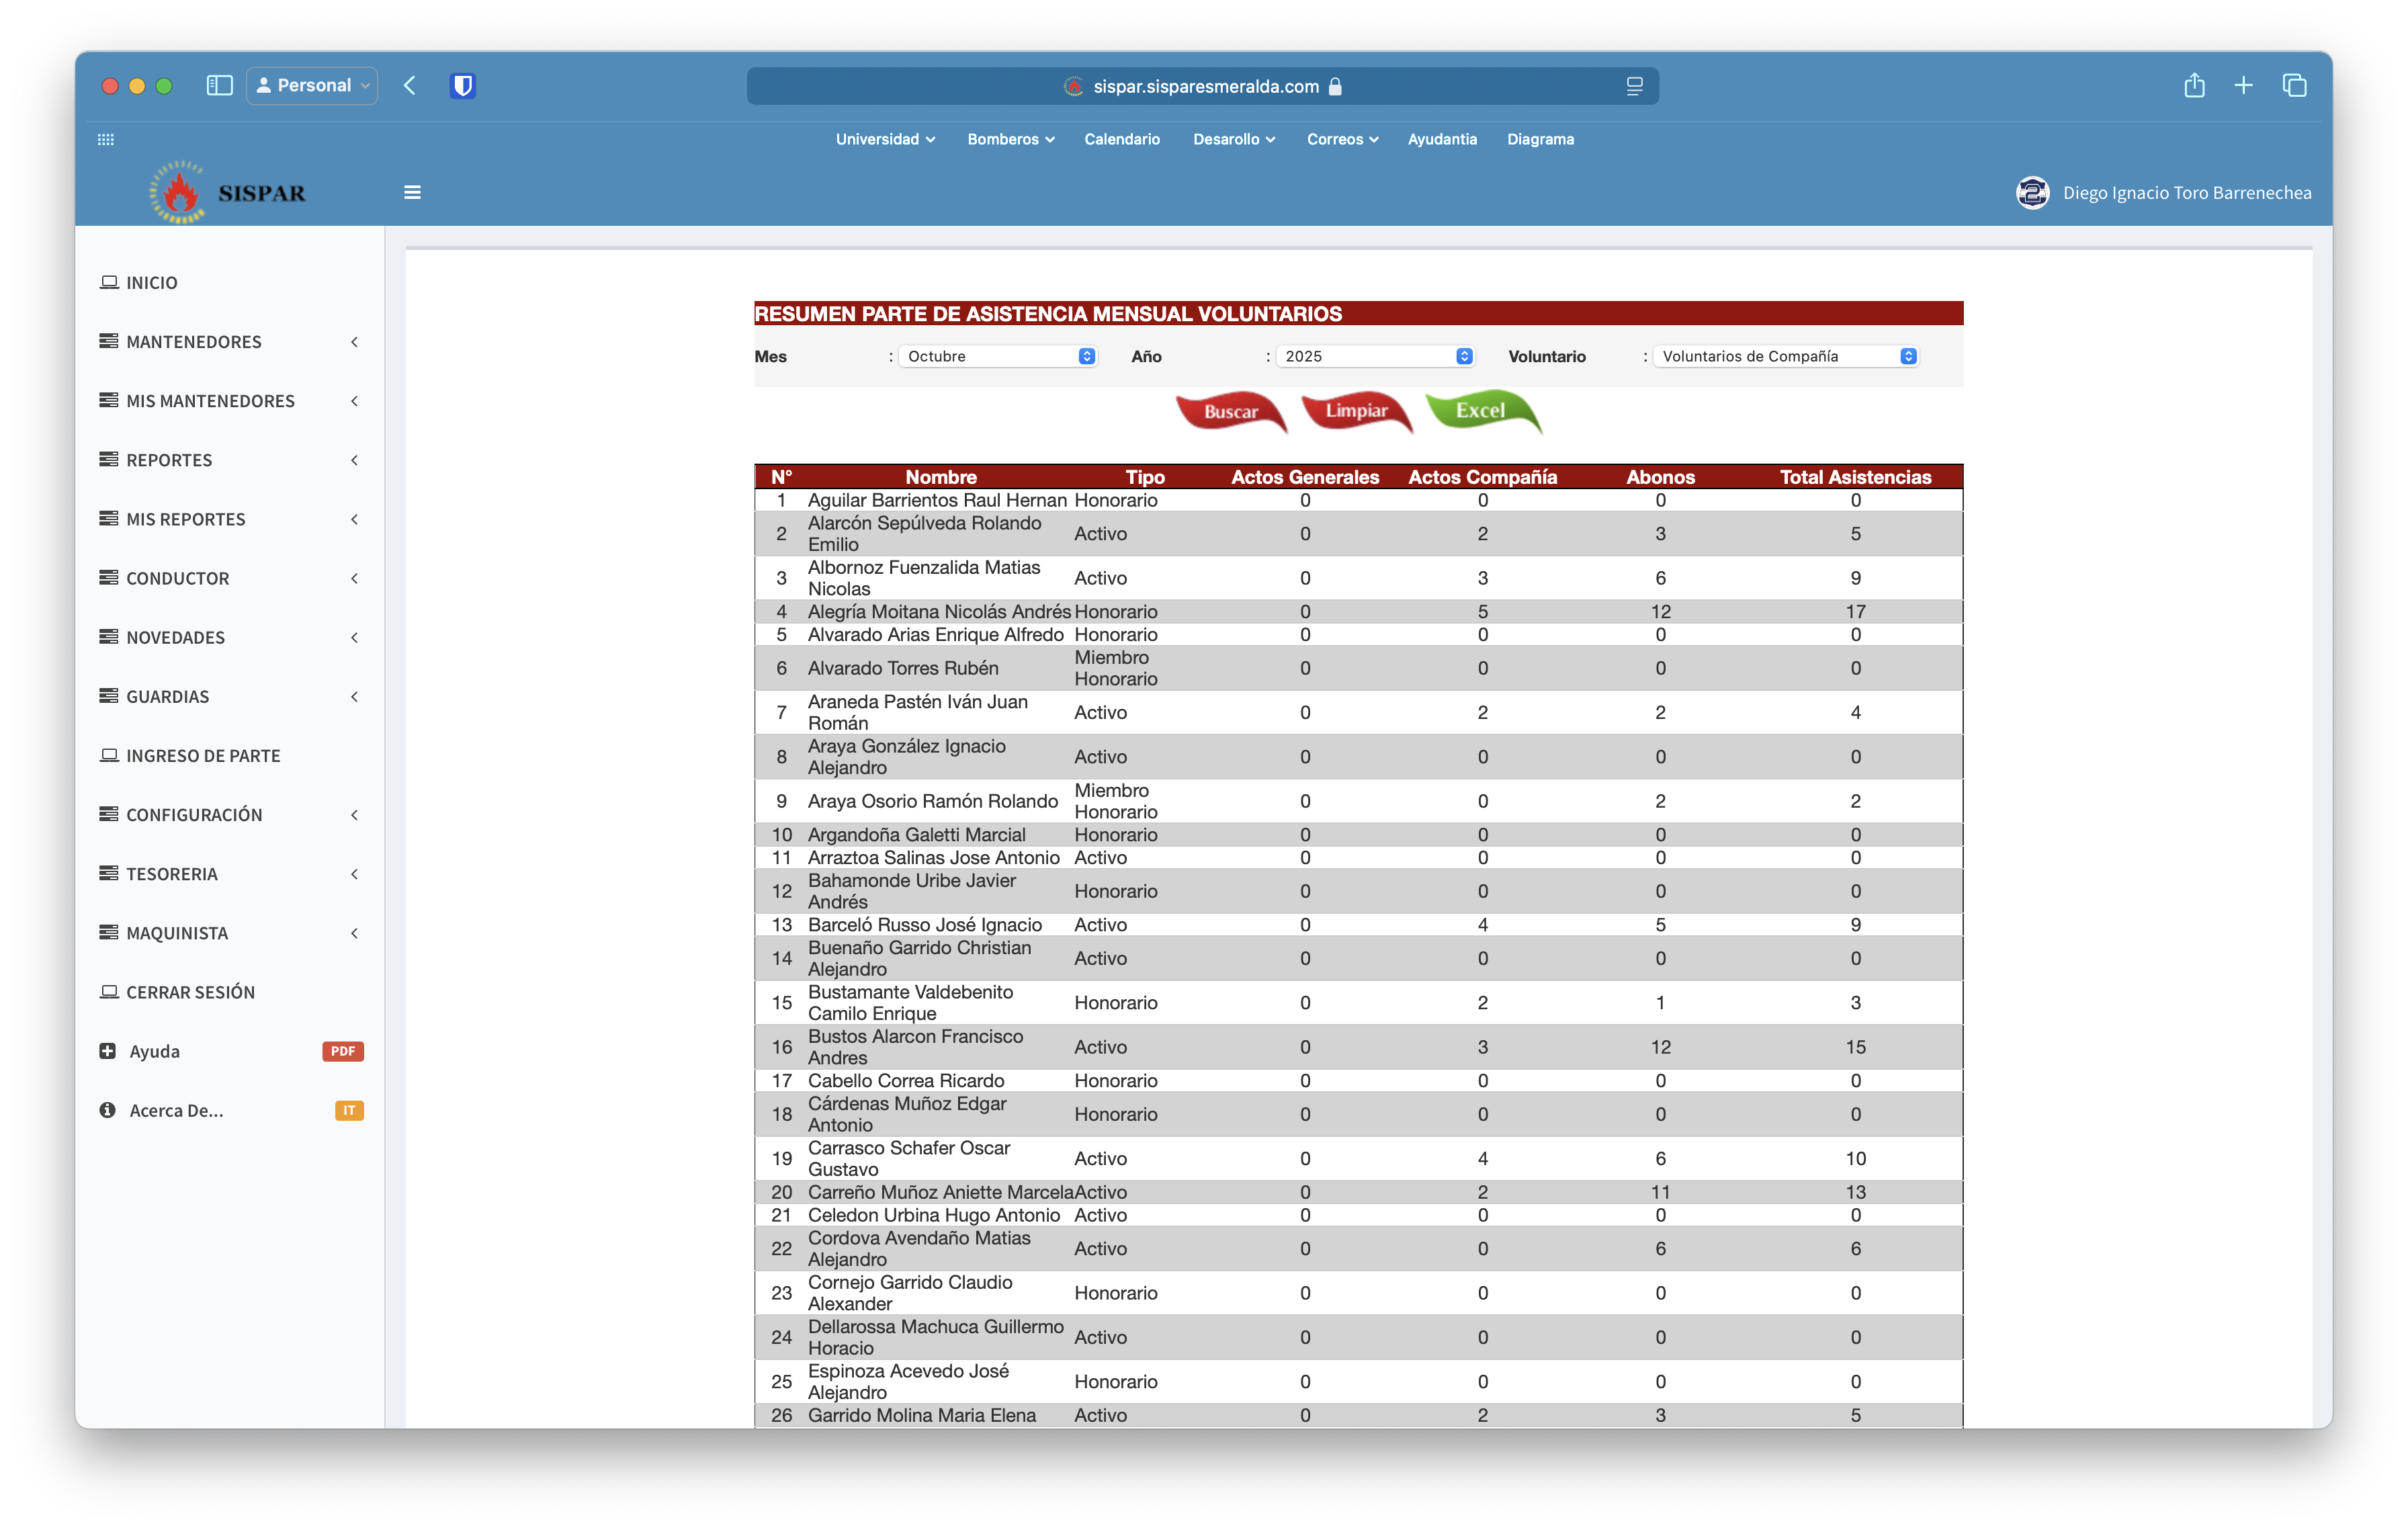 Personal
sispar.sisparesmeralda.com
Universidad Bomberos Calendario Desarollo Correos Ayudantia Diagrama
SISPAR
Diego Ignacio Toro Barrenechea
INICIO
MANTENEDORES
MIS MANTENEDORES
REPORTES
MIS REPORTES
CONDUCTOR
NOVEDADES
GUARDIAS
INGRESO DE PARTE
CONFIGURACIÓN
TESORERIA
MAQUINISTA
CERRAR SESIÓN
Ayuda PDF
Acerca De... IT
RESUMEN PARTE DE ASISTENCIA MENSUAL VOLUNTARIOS
Mes : Octubre Año : 2025 Voluntario : Voluntarios de Compañía
Buscar Limpiar Excel
N° Nombre Tipo Actos Generales Actos Compañía Abonos Total Asistencias
1 Aguilar Barrientos Raul Hernan Honorario 0 0 0 0
2 Alarcón Sepúlveda Rolando Emilio Activo 0 2 3 5
3 Albornoz Fuenzalida Matias Nicolas Activo 0 3 6 9
4 Alegría Moitana Nicolás Andrés Honorario 0 5 12 17
5 Alvarado Arias Enrique Alfredo Honorario 0 0 0 0
6 Alvarado Torres Rubén Miembro Honorario 0 0 0 0
7 Araneda Pastén Iván Juan Román Activo 0 2 2 4
8 Araya González Ignacio Alejandro Activo 0 0 0 0
9 Araya Osorio Ramón Rolando Miembro Honorario 0 0 2 2
10 Argandoña Galetti Marcial Honorario 0 0 0 0
11 Arraztoa Salinas Jose Antonio Activo 0 0 0 0
12 Bahamonde Uribe Javier Andrés Honorario 0 0 0 0
13 Barceló Russo José Ignacio Activo 0 4 5 9
14 Buenaño Garrido Christian Alejandro Activo 0 0 0 0
15 Bustamante Valdebenito Camilo Enrique Honorario 0 2 1 3
16 Bustos Alarcon Francisco Andres Activo 0 3 12 15
17 Cabello Correa Ricardo Honorario 0 0 0 0
18 Cárdenas Muñoz Edgar Antonio Honorario 0 0 0 0
19 Carrasco Schafer Oscar Gustavo Activo 0 4 6 10
20 Carreño Muñoz Aniette Marcela Activo 0 2 11 13
21 Celedon Urbina Hugo Antonio Activo 0 0 0 0
22 Cordova Avendaño Matias Alejandro Activo 0 0 6 6
23 Cornejo Garrido Claudio Alexander Honorario 0 0 0 0
24 Dellarossa Machuca Guillermo Horacio Activo 0 0 0 0
25 Espinoza Acevedo José Alejandro Honorario 0 0 0 0
26 Garrido Molina Maria Elena Activo 0 2 3 5